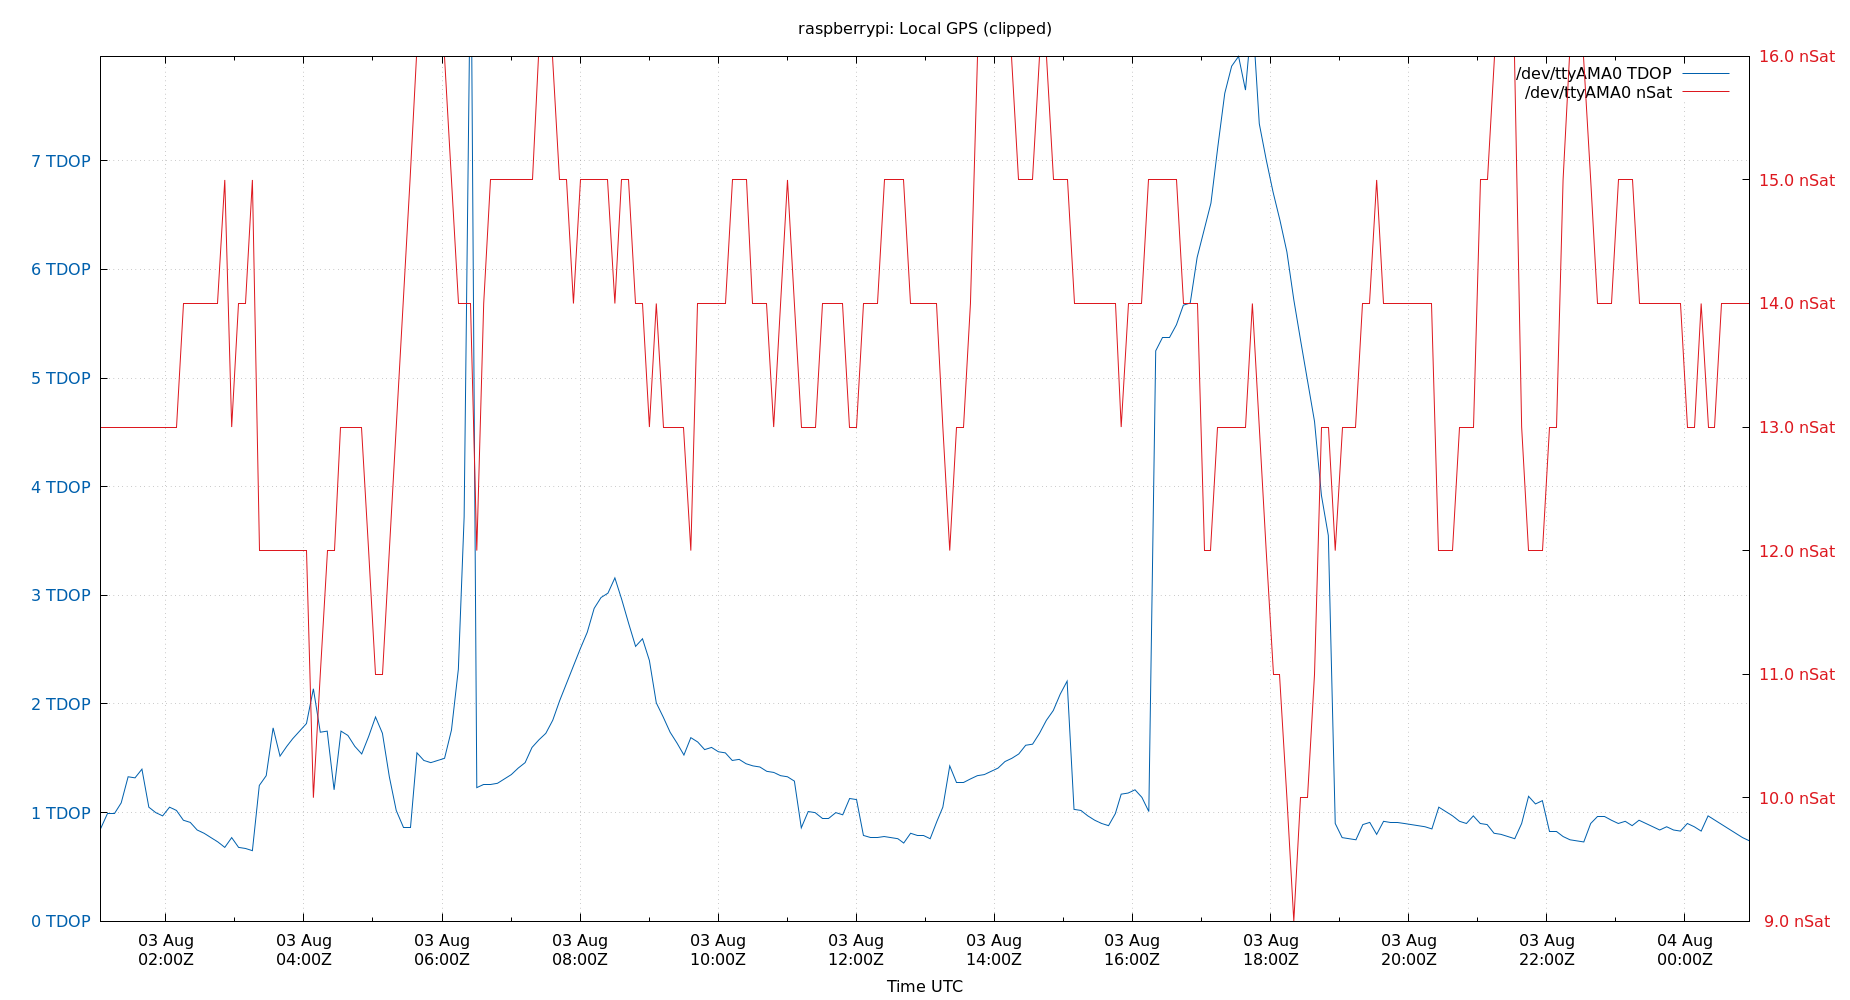 raspberrypi: Local GPS (clipped)
16.0 nSat
/dev/ttyAMA0 TDOP
/dev/ttyAMA0 nSat
7 TDOP
15.0 nSat
6 TDOP
14.0 nSat
5 TDOP
13.0 nSat
4 TDOP
12.0 nSat
3 TDOP
11.0 nSat
2 TDOP
10.0 nSat
1 TDOP
0 TDOP
9.0 nSat
03 Aug 03 Aug 03 Aug 03 Aug 03 Aug 03 Aug 03 Aug 03 Aug 03 Aug 03 Aug 03 Aug 04 Aug
02:00Z 04:00Z 06:00Z 08:00Z 10:00Z 12:00Z 14:00Z 16:00Z 18:00Z 20:00Z 22:00Z 00:00Z
Time UTC